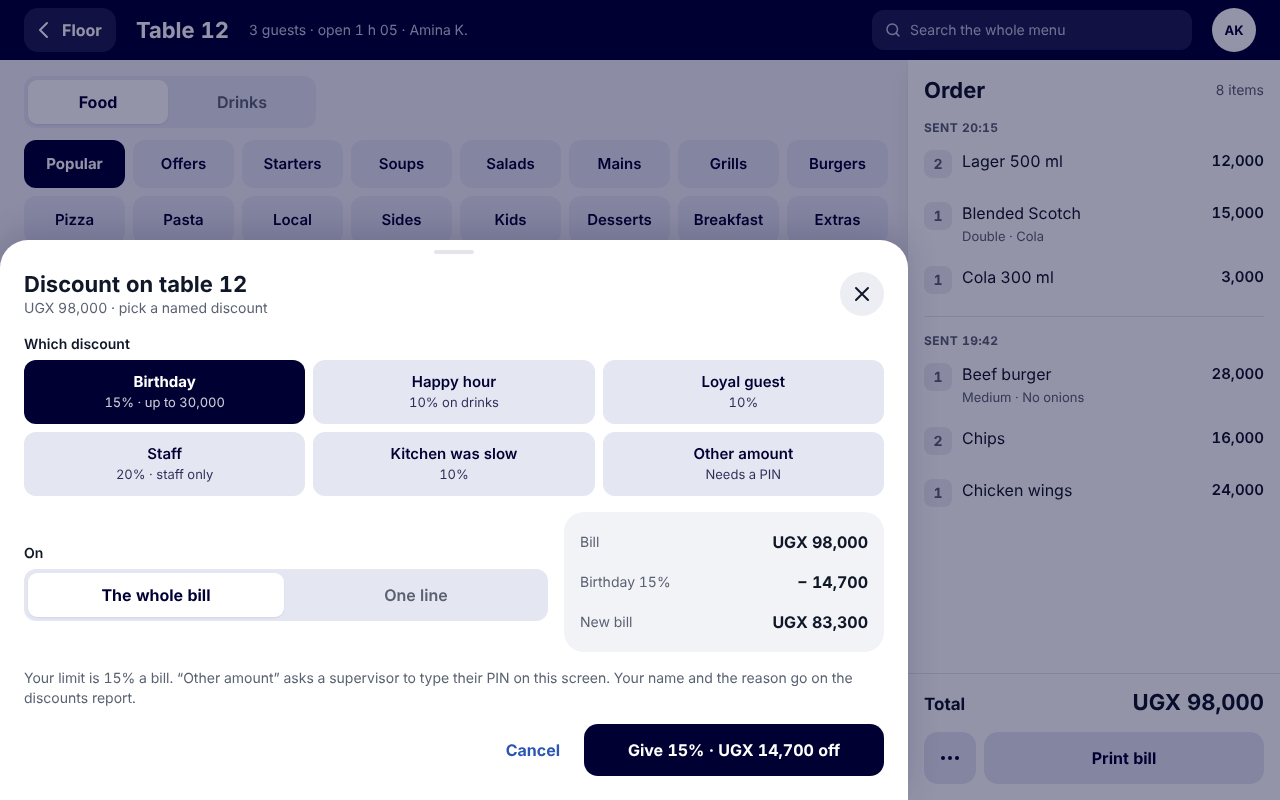 Floor
Table 12
3 guests · open 1 h 05 · Amina K.
Search the whole menu
AK
Food
Drinks
Popular
Offers
Starters
Soups
Salads
Mains
Grills
Burgers
Pizza
Pasta
Local
Sides
Kids
Desserts
Breakfast
Extras
Discount on table 12
UGX 98,000 · pick a named discount
Which discount
Birthday
15% · up to 30,000
Happy hour
10% on drinks
Loyal guest
10%
Staff
20% · staff only
Kitchen was slow
10%
Other amount
Needs a PIN
On
The whole bill
One line
Bill UGX 98,000
Birthday 15% − 14,700
New bill UGX 83,300
Your limit is 15% a bill. “Other amount” asks a supervisor to type their PIN on this screen. Your name and the reason go on the
discounts report.
Cancel
Give 15% · UGX 14,700 off
Order
8 items
SENT 20:15
2 Lager 500 ml 12,000
1 Blended Scotch 15,000
Double · Cola
1 Cola 300 ml 3,000
SENT 19:42
1 Beef burger 28,000
Medium · No onions
2 Chips 16,000
1 Chicken wings 24,000
Total UGX 98,000
Print bill